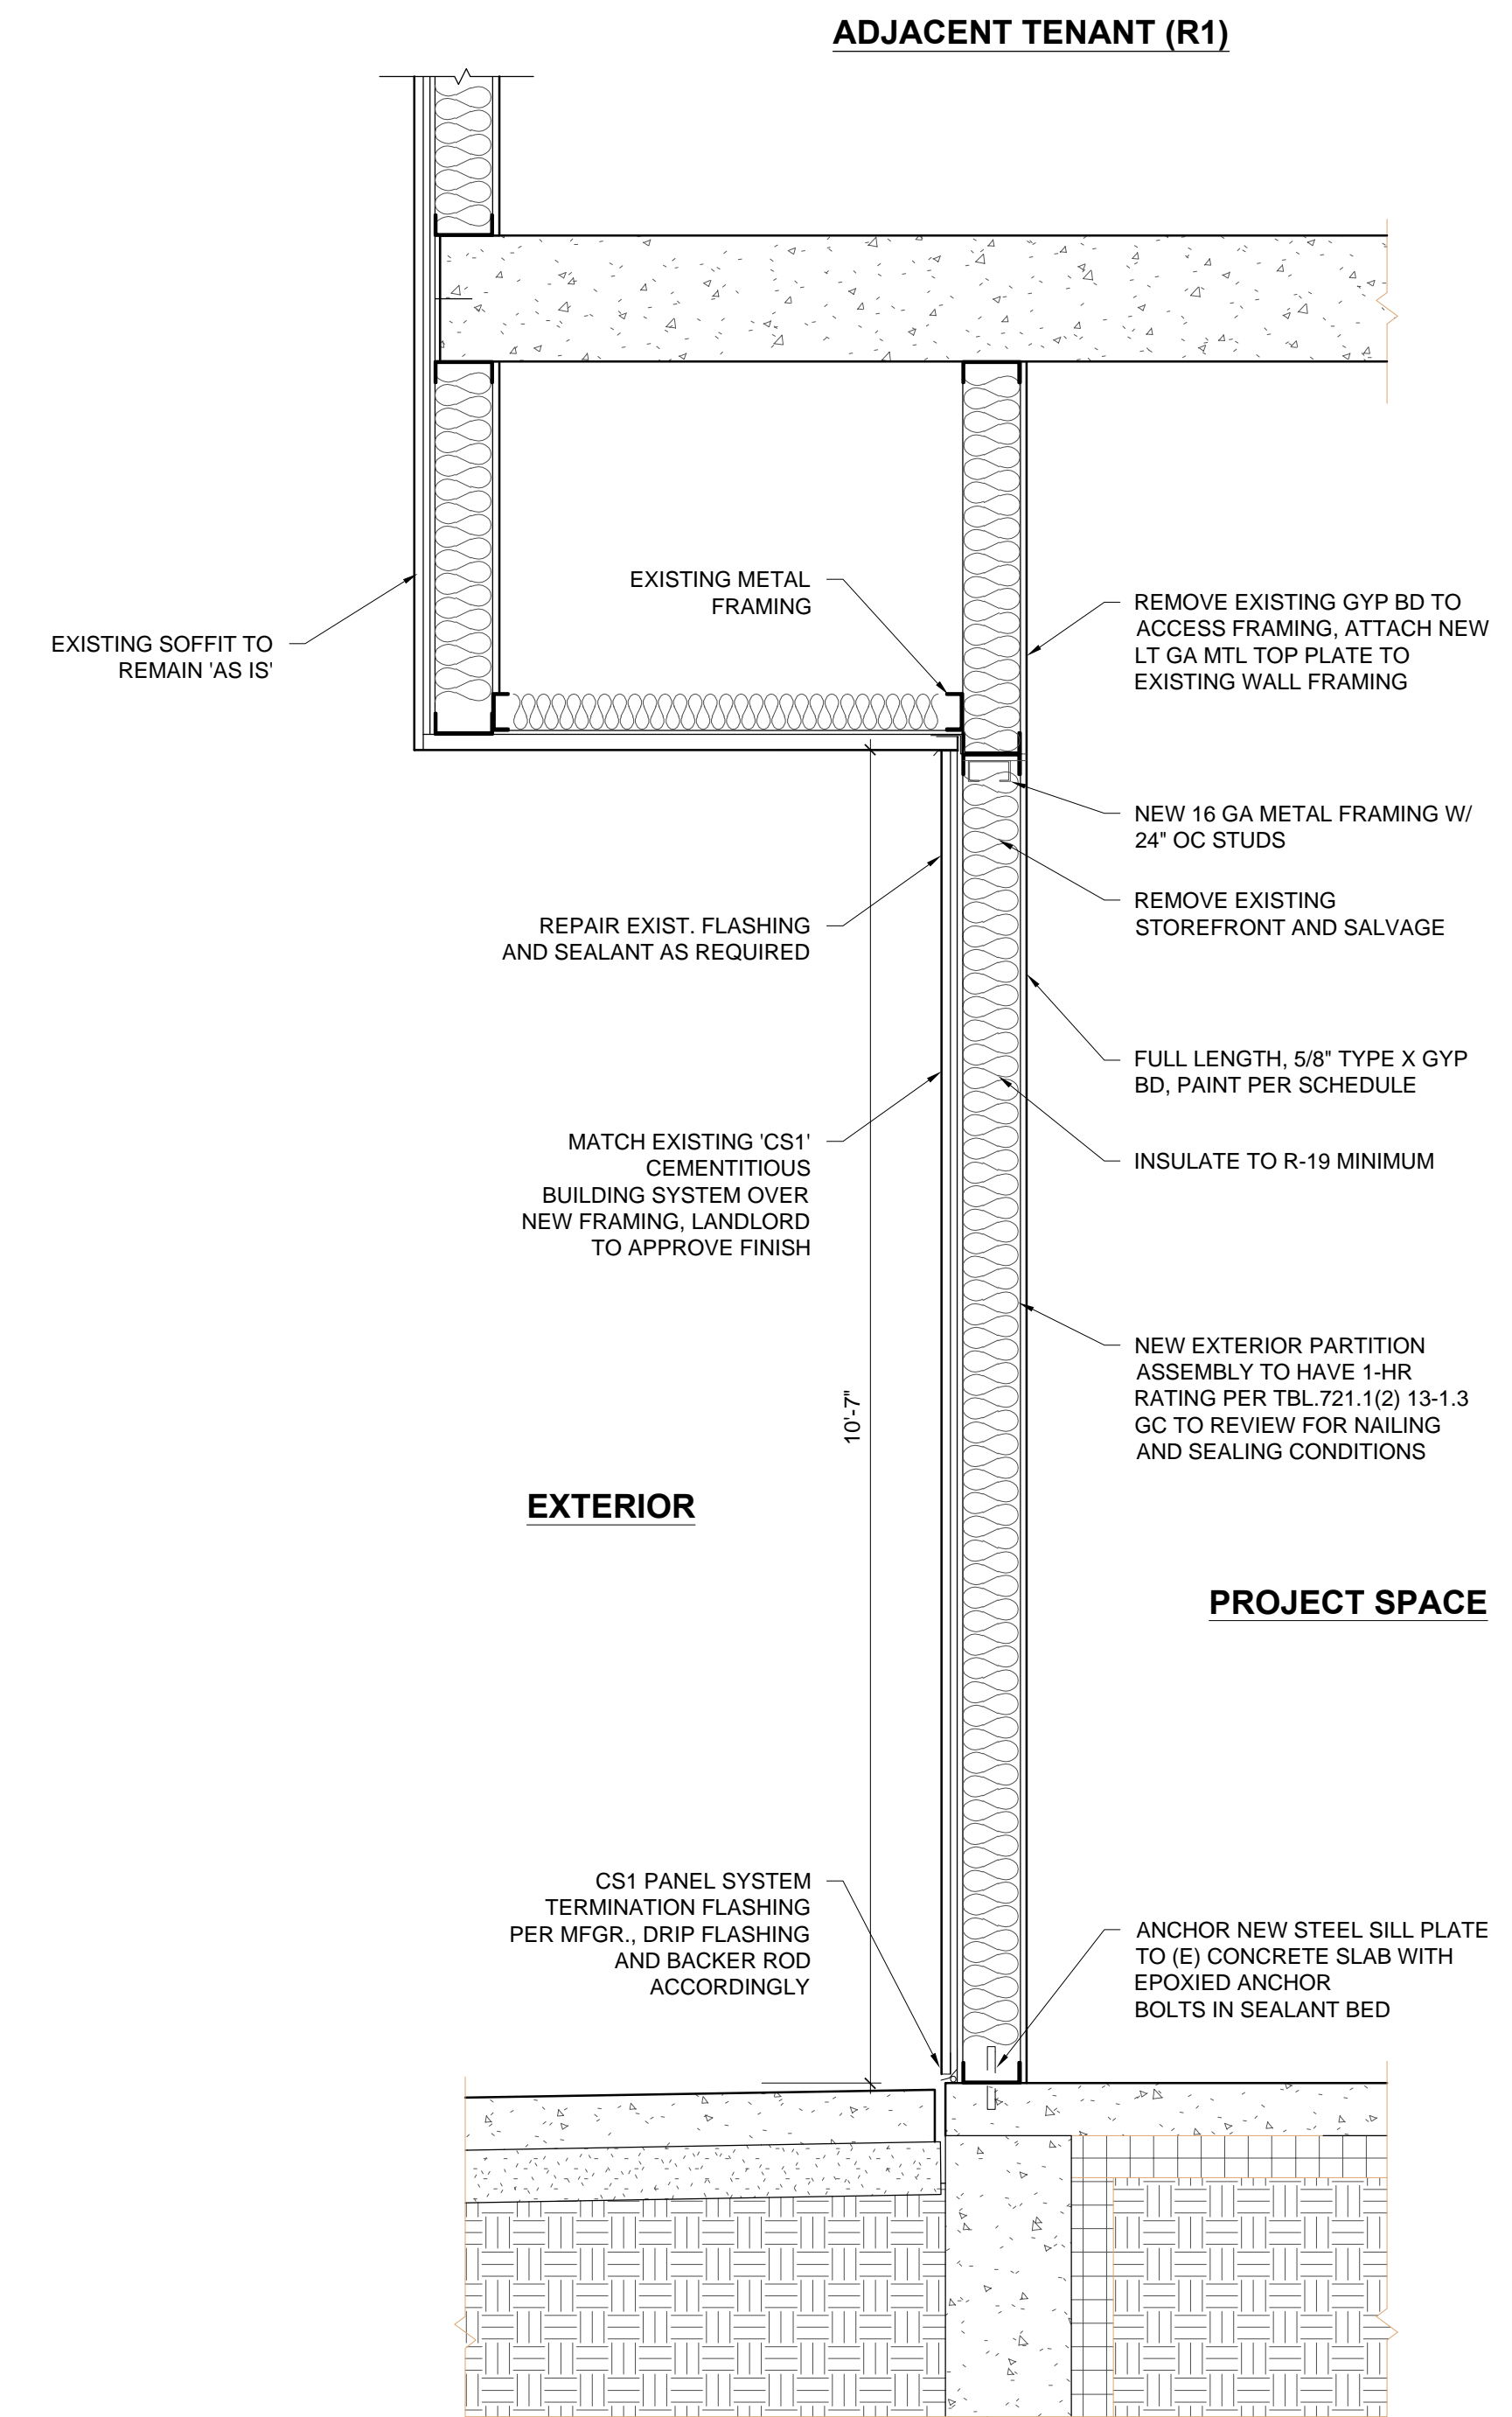 ADJACENT TENANT (R1)
EXISTING METAL
FRAMING
EXISTING SOFFIT TO
REMAIN 'AS IS'
REMOVE EXISTING GYP BD TO
ACCESS FRAMING, ATTACH NEW
LT GA MTL TOP PLATE TO
EXISTING WALL FRAMING
NEW 16 GA METAL FRAMING W/
24" OC STUDS
REMOVE EXISTING
STOREFRONT AND SALVAGE
REPAIR EXIST. FLASHING
AND SEALANT AS REQUIRED
FULL LENGTH, 5/8" TYPE X GYP
BD, PAINT PER SCHEDULE
MATCH EXISTING 'CS1'
CEMENTITIOUS
BUILDING SYSTEM OVER
NEW FRAMING, LANDLORD
TO APPROVE FINISH
INSULATE TO R-19 MINIMUM
NEW EXTERIOR PARTITION
ASSEMBLY TO HAVE 1-HR
RATING PER TBL.721.1(2) 13-1.3
GC TO REVIEW FOR NAILING
AND SEALING CONDITIONS
10'-7"
EXTERIOR
PROJECT SPACE
CS1 PANEL SYSTEM
TERMINATION FLASHING
PER MFGR., DRIP FLASHING
AND BACKER ROD
ACCORDINGLY
ANCHOR NEW STEEL SILL PLATE
TO (E) CONCRETE SLAB WITH
EPOXIED ANCHOR
BOLTS IN SEALANT BED